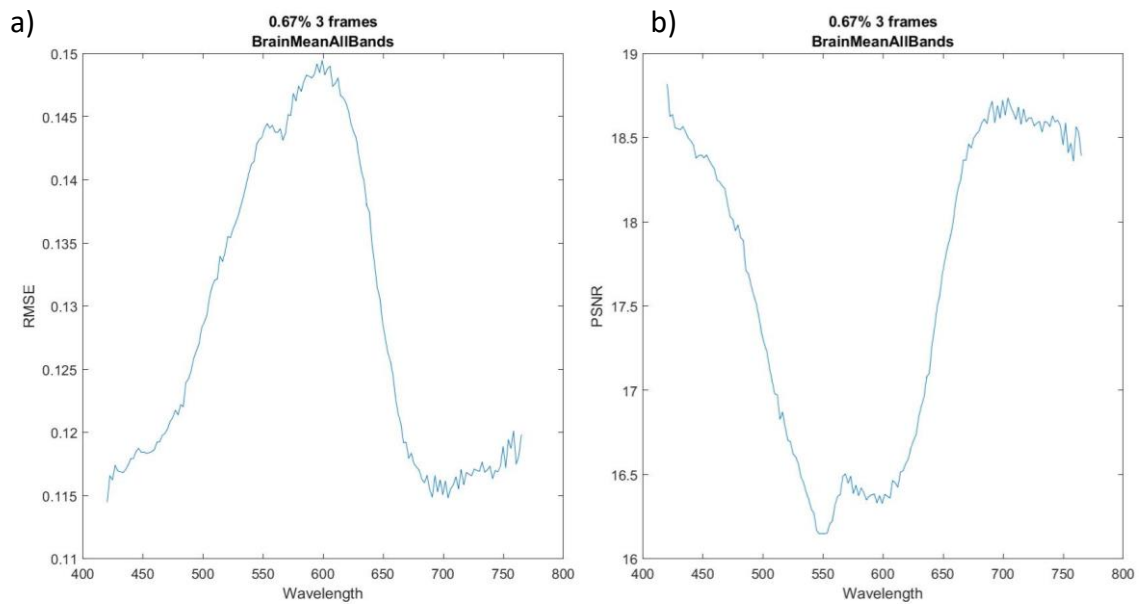 a)
0.67% 3 frames
BrainMeanAllBands
0.15
0.145
0.14
0.135
0.13
0.125
0.12
0.115
0.11
RMSE
400 450 500 550 600 650 700 750 800
Wavelength
b)
0.67% 3 frames
BrainMeanAllBands
19
18.5
18
17.5
17
16.5
16
PSNR
400 450 500 550 600 650 700 750 800
Wavelength